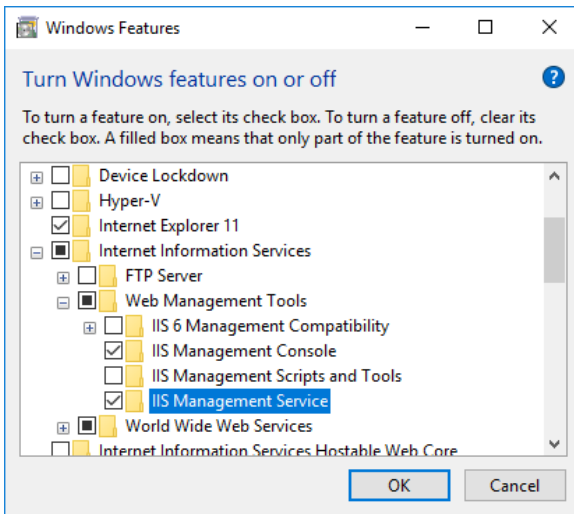 Windows Features
Turn Windows features on or off
?
To turn a feature on, select its check box. To turn a feature off, clear its
check box. A filled box means that only part of the feature is turned on.
Device Lockdown
Hyper-V
Internet Explorer 11
Internet Information Services
FTP Server
Web Management Tools
IIS 6 Management Compatibility
IIS Management Console
IIS Management Scripts and Tools
IIS Management Service
World Wide Web Services
Internet Information Services Hostable Web Core
OK
Cancel